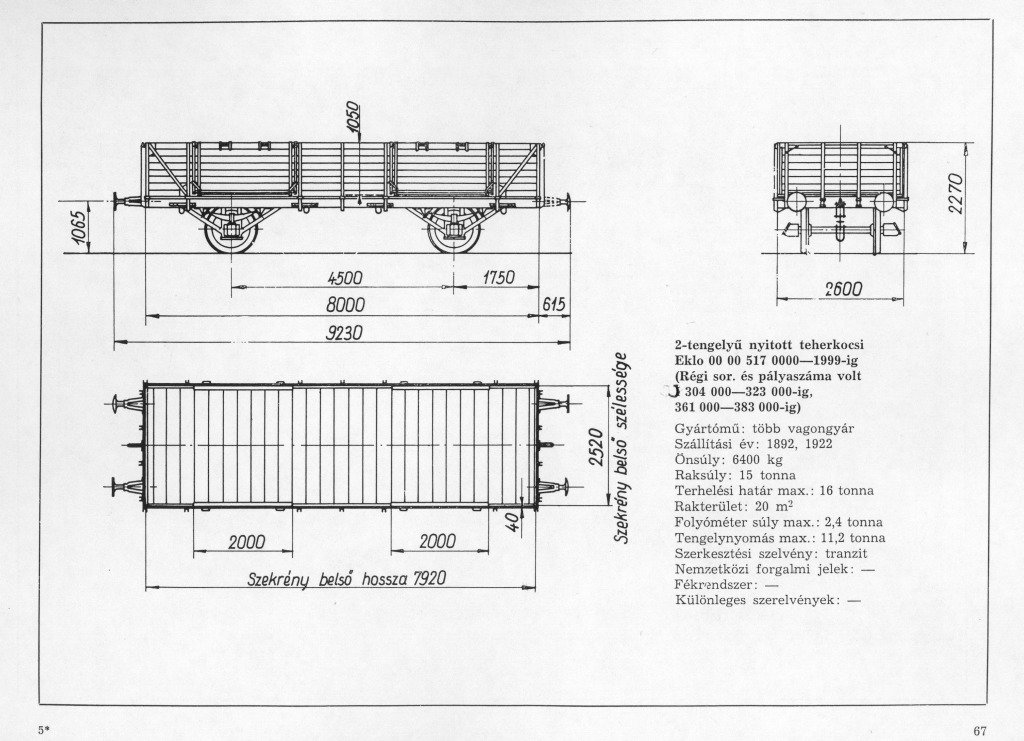 1050
1065
4500
1750
8000
615
9230
2270
2600
2-tengelyű nyitott teherkocsi
Eklo 00 00 517 0000—1999-ig
(Régi sor. és pályaszáma volt
J 304 000—323 000-ig,
361 000—383 000-ig)
Gyártómű: több vagongyár
Szállítási év: 1892, 1922
Önsúly: 6400 kg
Raksúly: 15 tonna
Terhelési határ max.: 16 tonna
Rakterület: 20 m²
Folyóméter súly max.: 2,4 tonna
Tengelynyomás max.: 11,2 tonna
Szerkesztési szelvény: tranzit
Nemzetközi forgalmi jelek: —
Fékrendszer: —
Különleges szerelvények: —
2520
Szekrény belső szélessége
40
2000
2000
Szekrény belső hossza 7920
5*
67